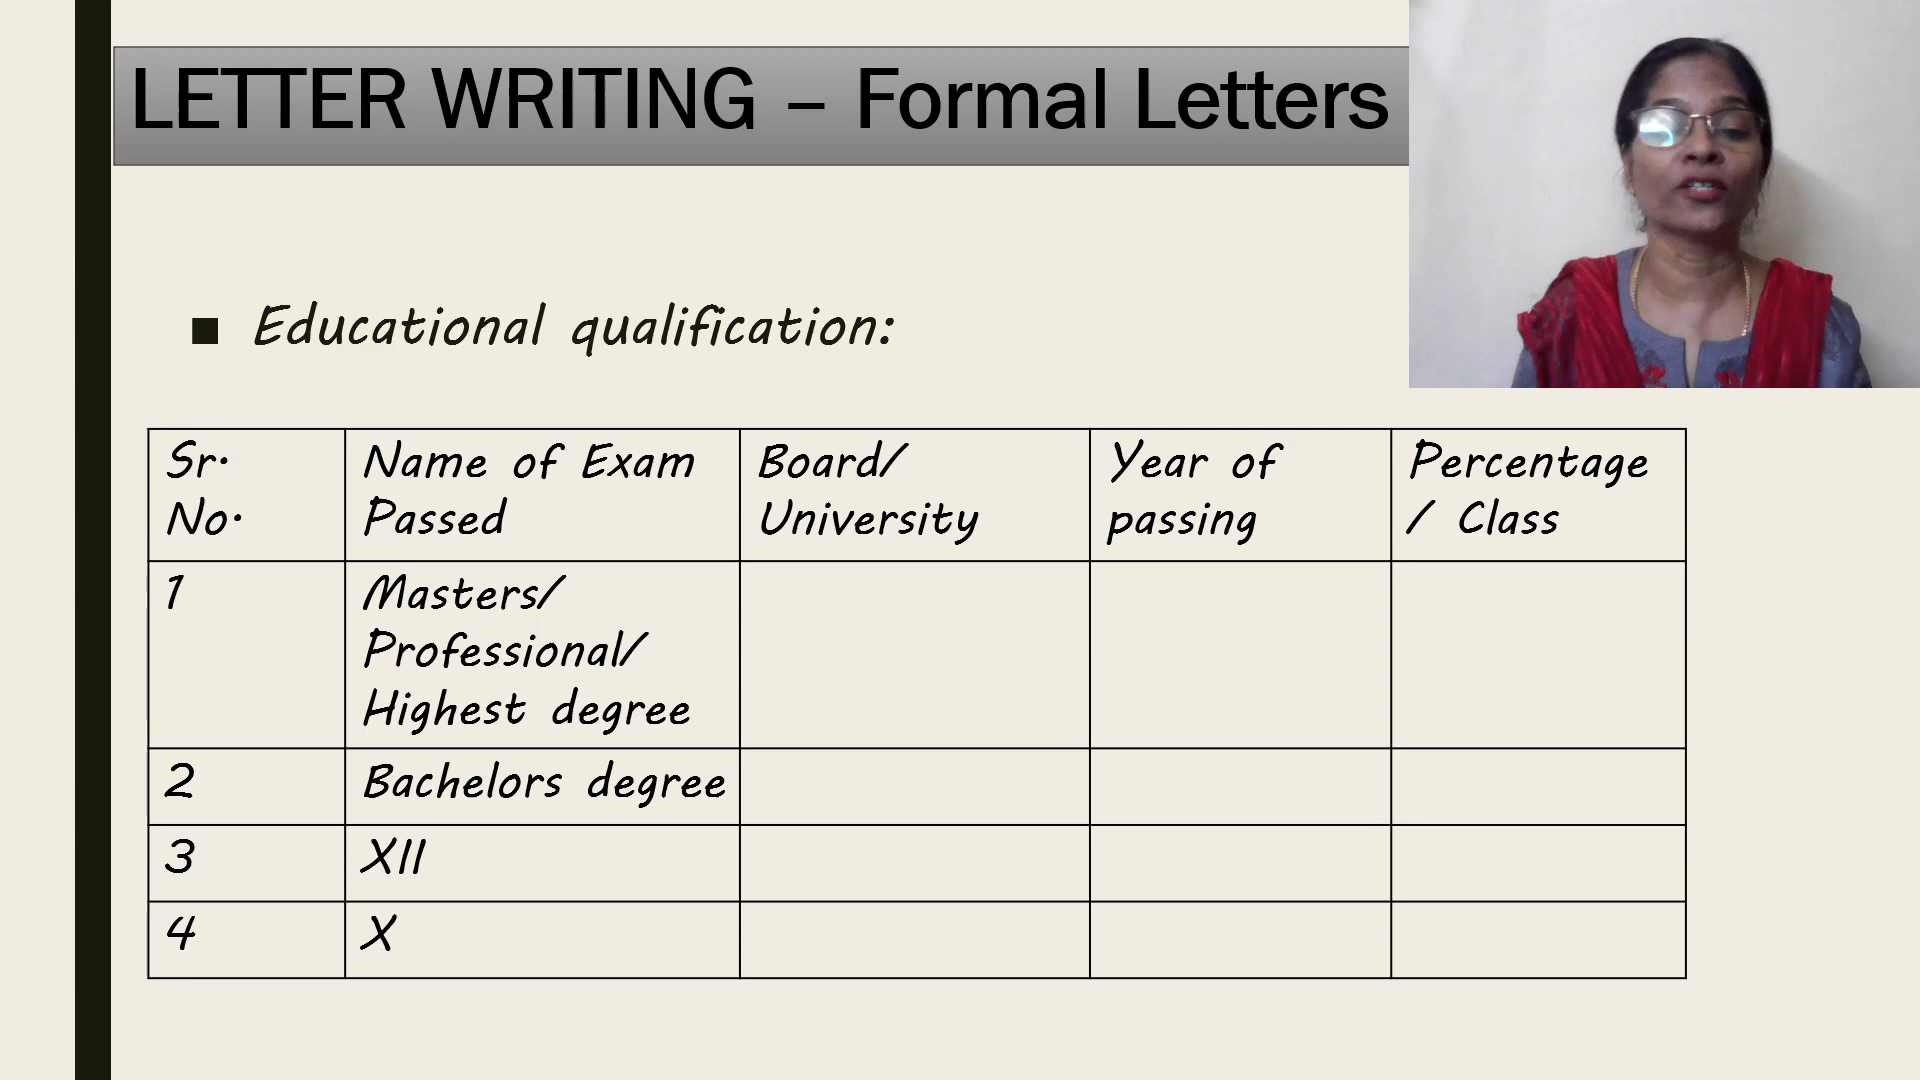 LETTER WRITING – Formal Letters
■ Educational qualification:
Sr. Name of Exam Board/ Year of Percentage
No. Passed University passing / Class
1 Masters/
Professional/
Highest degree
2 Bachelors degree
3 XII
4 X